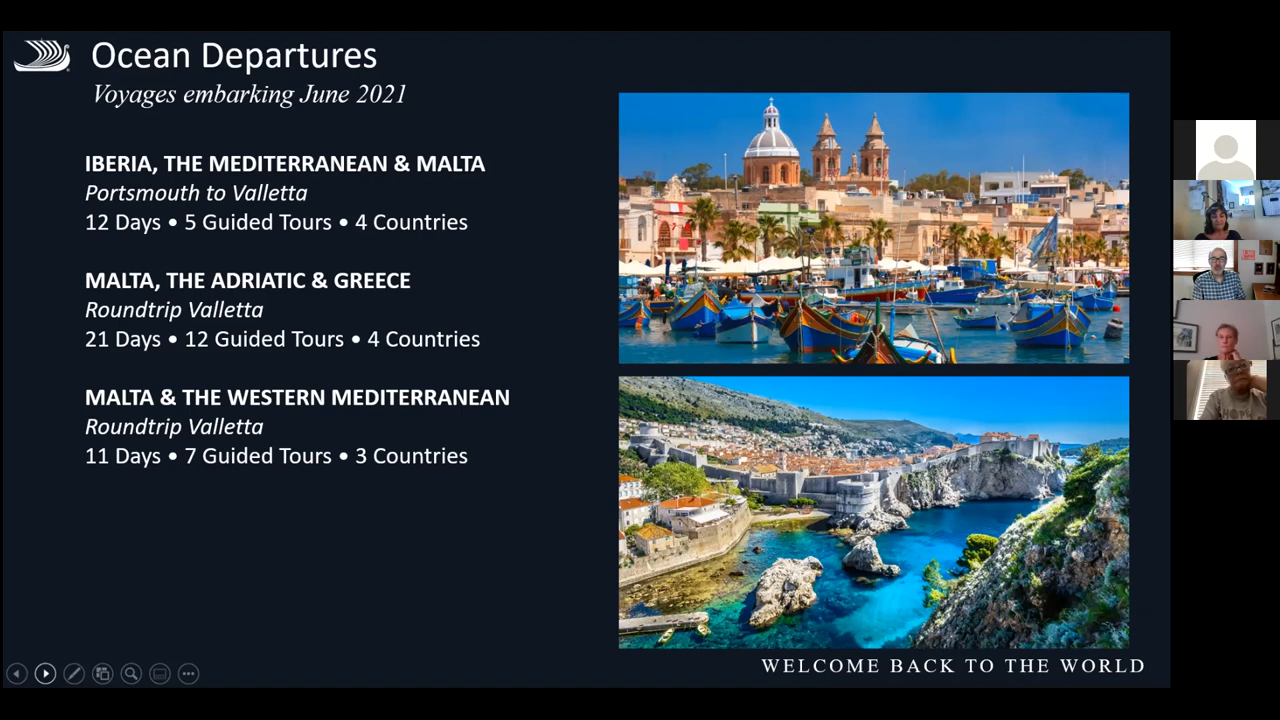 Ocean Departures
Voyages embarking June 2021
IBERIA, THE MEDITERRANEAN & MALTA
Portsmouth to Valletta
12 Days • 5 Guided Tours • 4 Countries
MALTA, THE ADRIATIC & GREECE
Roundtrip Valletta
21 Days • 12 Guided Tours • 4 Countries
MALTA & THE WESTERN MEDITERRANEAN
Roundtrip Valletta
11 Days • 7 Guided Tours • 3 Countries
WELCOME BACK TO THE WORLD